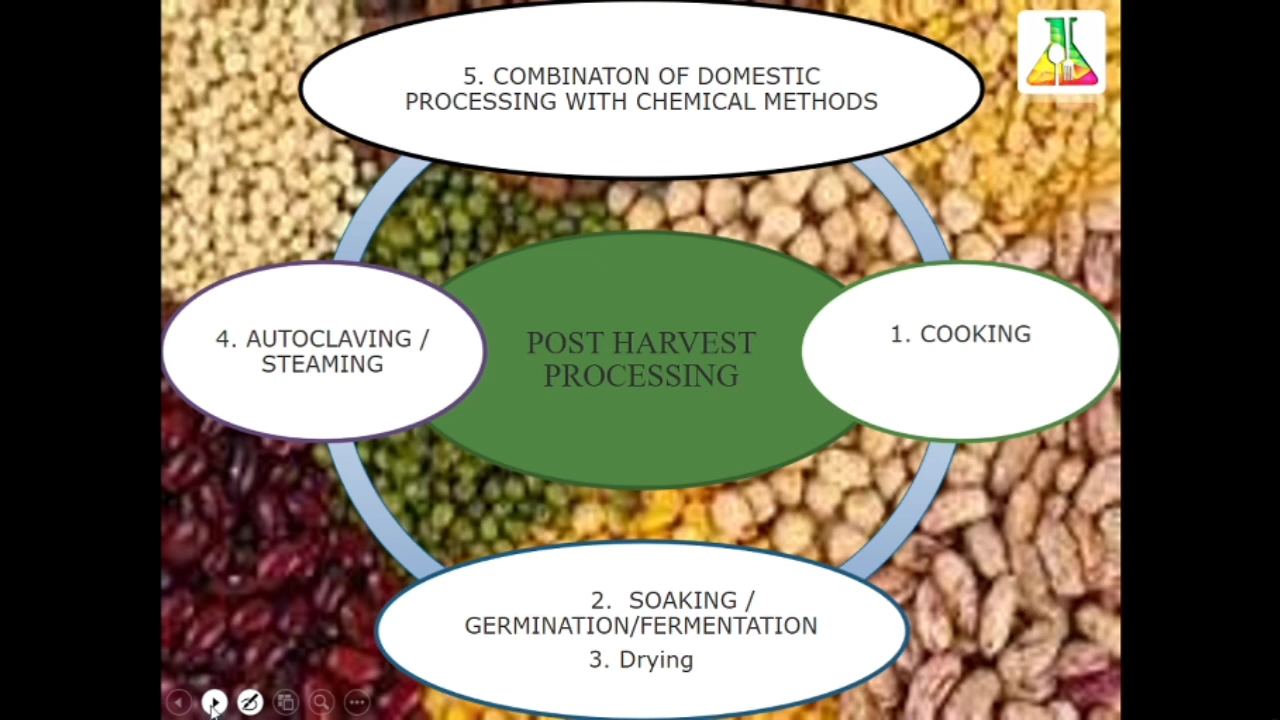 5. COMBINATON OF DOMESTIC
PROCESSING WITH CHEMICAL METHODS
4. AUTOCLAVING /
STEAMING
POST HARVEST
PROCESSING
1. COOKING
2. SOAKING /
GERMINATION/FERMENTATION
3. Drying